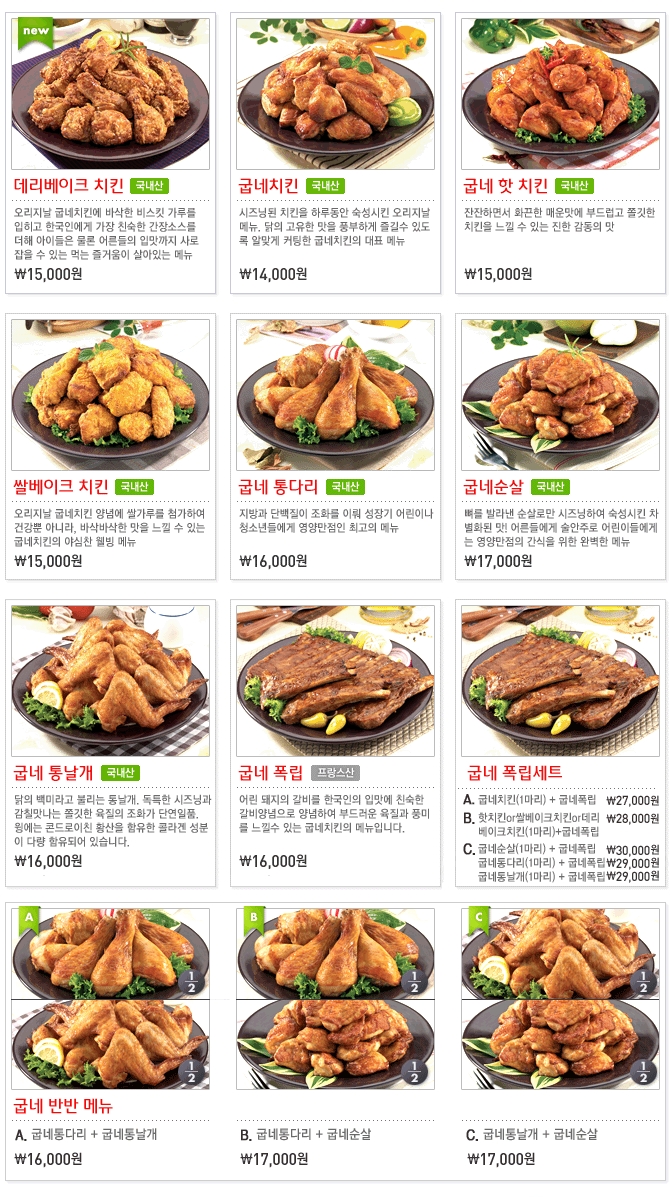 new
데리베이크 치킨 국내산
오리지날 굽네치킨에 바삭한 비스킷 가루를
입히고 한국인에게 가장 친숙한 간장소스를
더해 아이들은 물론 어른들의 입맛까지 사로
잡을 수 있는 먹는 즐거움이 살아있는 메뉴
₩15,000원
굽네치킨 국내산
시즈닝된 치킨을 하루동안 숙성시킨 오리지날
메뉴. 닭의 고유한 맛을 풍부하게 즐길수 있도
록 알맞게 커팅한 굽네치킨의 대표 메뉴
₩14,000원
굽네 핫 치킨 국내산
잔잔하면서 화끈한 매운맛에 부드럽고 쫄깃한
치킨을 느낄 수 있는 진한 감동의 맛
₩15,000원
쌀베이크 치킨 국내산
오리지날 굽네치킨 양념에 쌀가루를 첨가하여
건강뿐 아니라, 바삭바삭한 맛을 느낄 수 있는
굽네치킨의 야심찬 웰빙 메뉴
₩15,000원
굽네 통다리 국내산
지방과 단백질이 조화를 이뤄 성장기 어린이나
청소년들에게 영양만점인 최고의 메뉴
₩16,000원
굽네순살 국내산
뼈를 발라낸 순살로만 시즈닝하여 숙성시킨 차
별화된 맛! 어른들에게 술안주로 어린이들에게
는 영양만점의 간식을 위한 완벽한 메뉴
₩17,000원
굽네 통날개 국내산
닭의 백미라고 불리는 통날개. 독특한 시즈닝과
감칠맛나는 쫄깃한 육질의 조화가 단연일품.
윙에는 콘드로이친 황산을 함유한 콜라겐 성분
이 다량 함유되어 있습니다.
₩16,000원
굽네 폭립 프랑스산
어린 돼지의 갈비를 한국인의 입맛에 친숙한
갈비양념으로 양념하여 부드러운 육질과 풍미
를 느낄수 있는 굽네치킨의 메뉴입니다.
₩16,000원
굽네 폭립세트
A. 굽네치킨(1마리) + 굽네폭립 ₩27,000원
B. 핫치킨or쌀베이크치킨or데리 ₩28,000원
베이크치킨(1마리)+굽네폭립
C. 굽네순살(1마리) + 굽네폭립 ₩30,000원
굽네통다리(1마리) + 굽네폭립 ₩29,000원
굽네통날개(1마리) + 굽네폭립 ₩29,000원
A
1/2
1/2
B
1/2
1/2
C
1/2
1/2
굽네 반반 메뉴
A. 굽네통다리 + 굽네통날개
₩16,000원
B. 굽네통다리 + 굽네순살
₩17,000원
C. 굽네통날개 + 굽네순살
₩17,000원